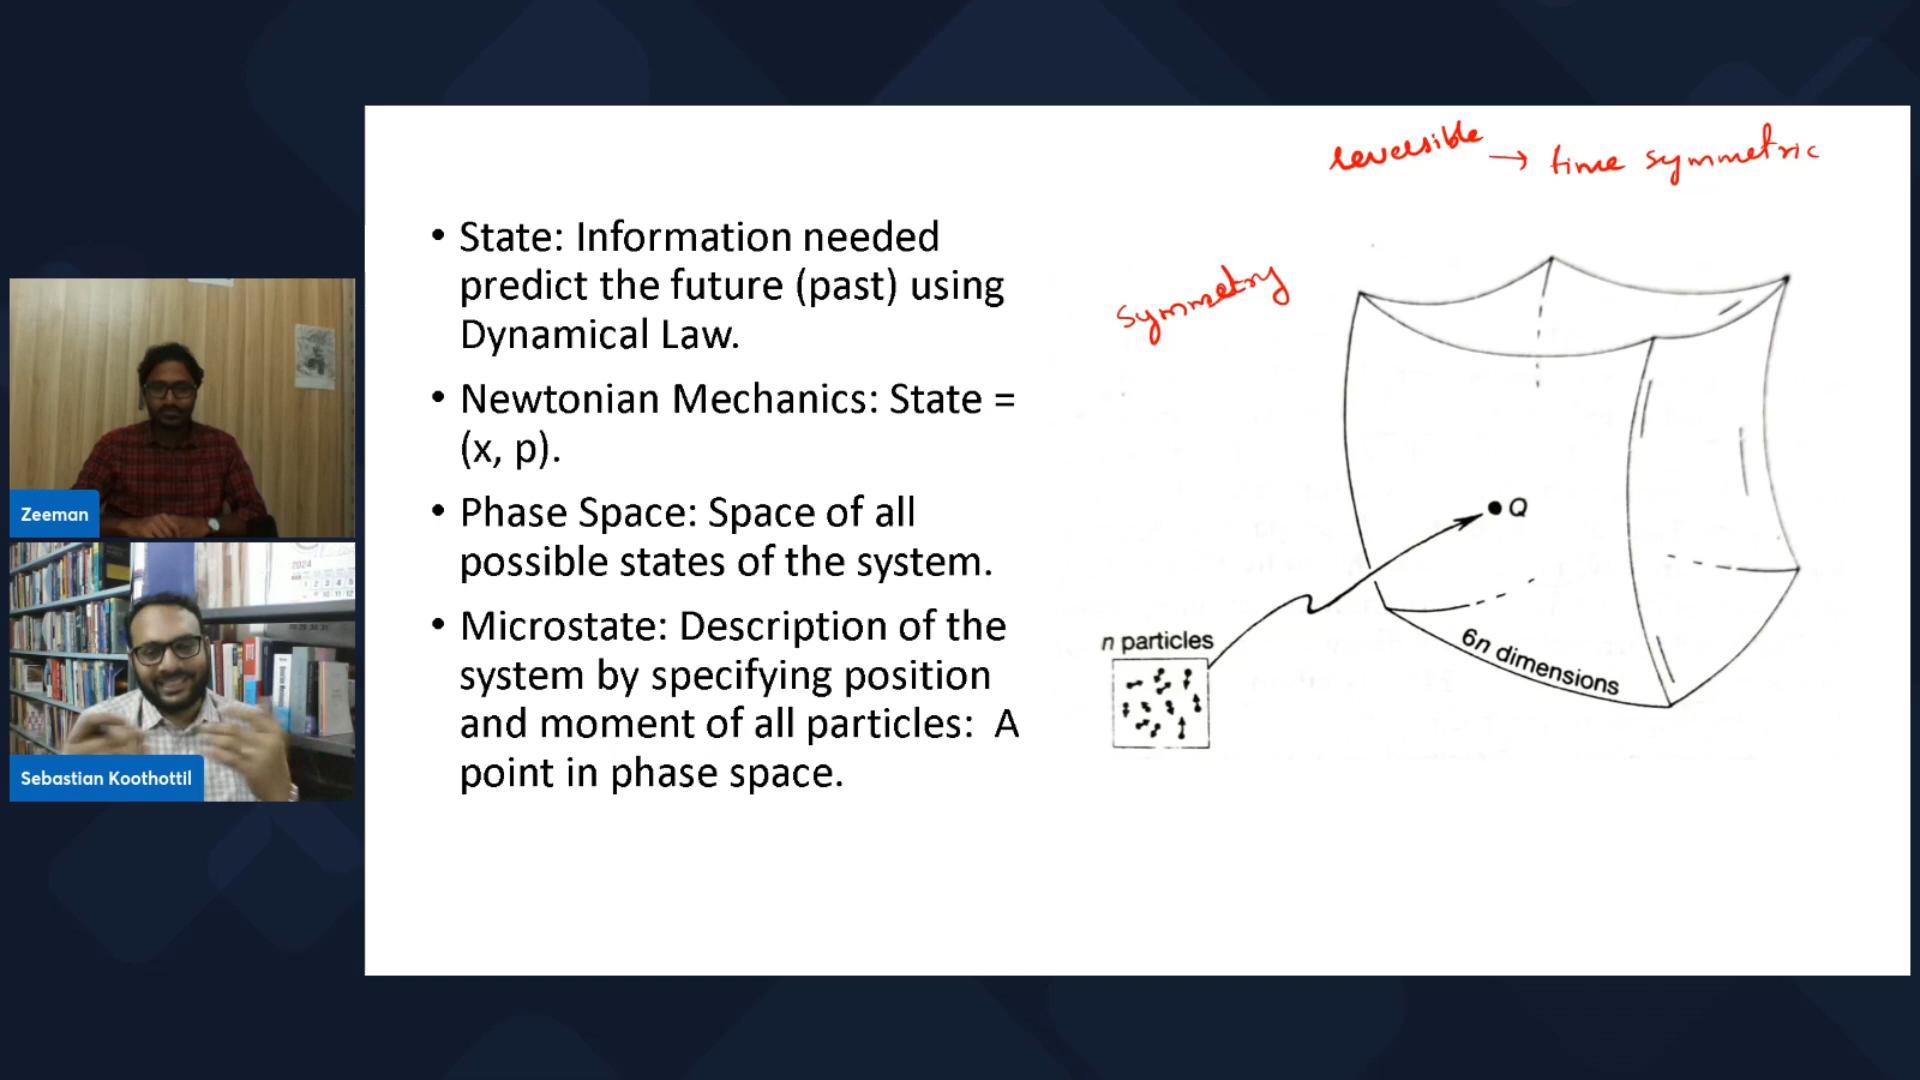 reversible → time symmetric
• State: Information needed
predict the future (past) using
Dynamical Law.
• Newtonian Mechanics: State =
(x, p).
• Phase Space: Space of all
possible states of the system.
• Microstate: Description of the
system by specifying position
and moment of all particles: A
point in phase space.
Symmetry
Q
n particles
6n dimensions
Zeeman
2024
Sebastian Koothottil